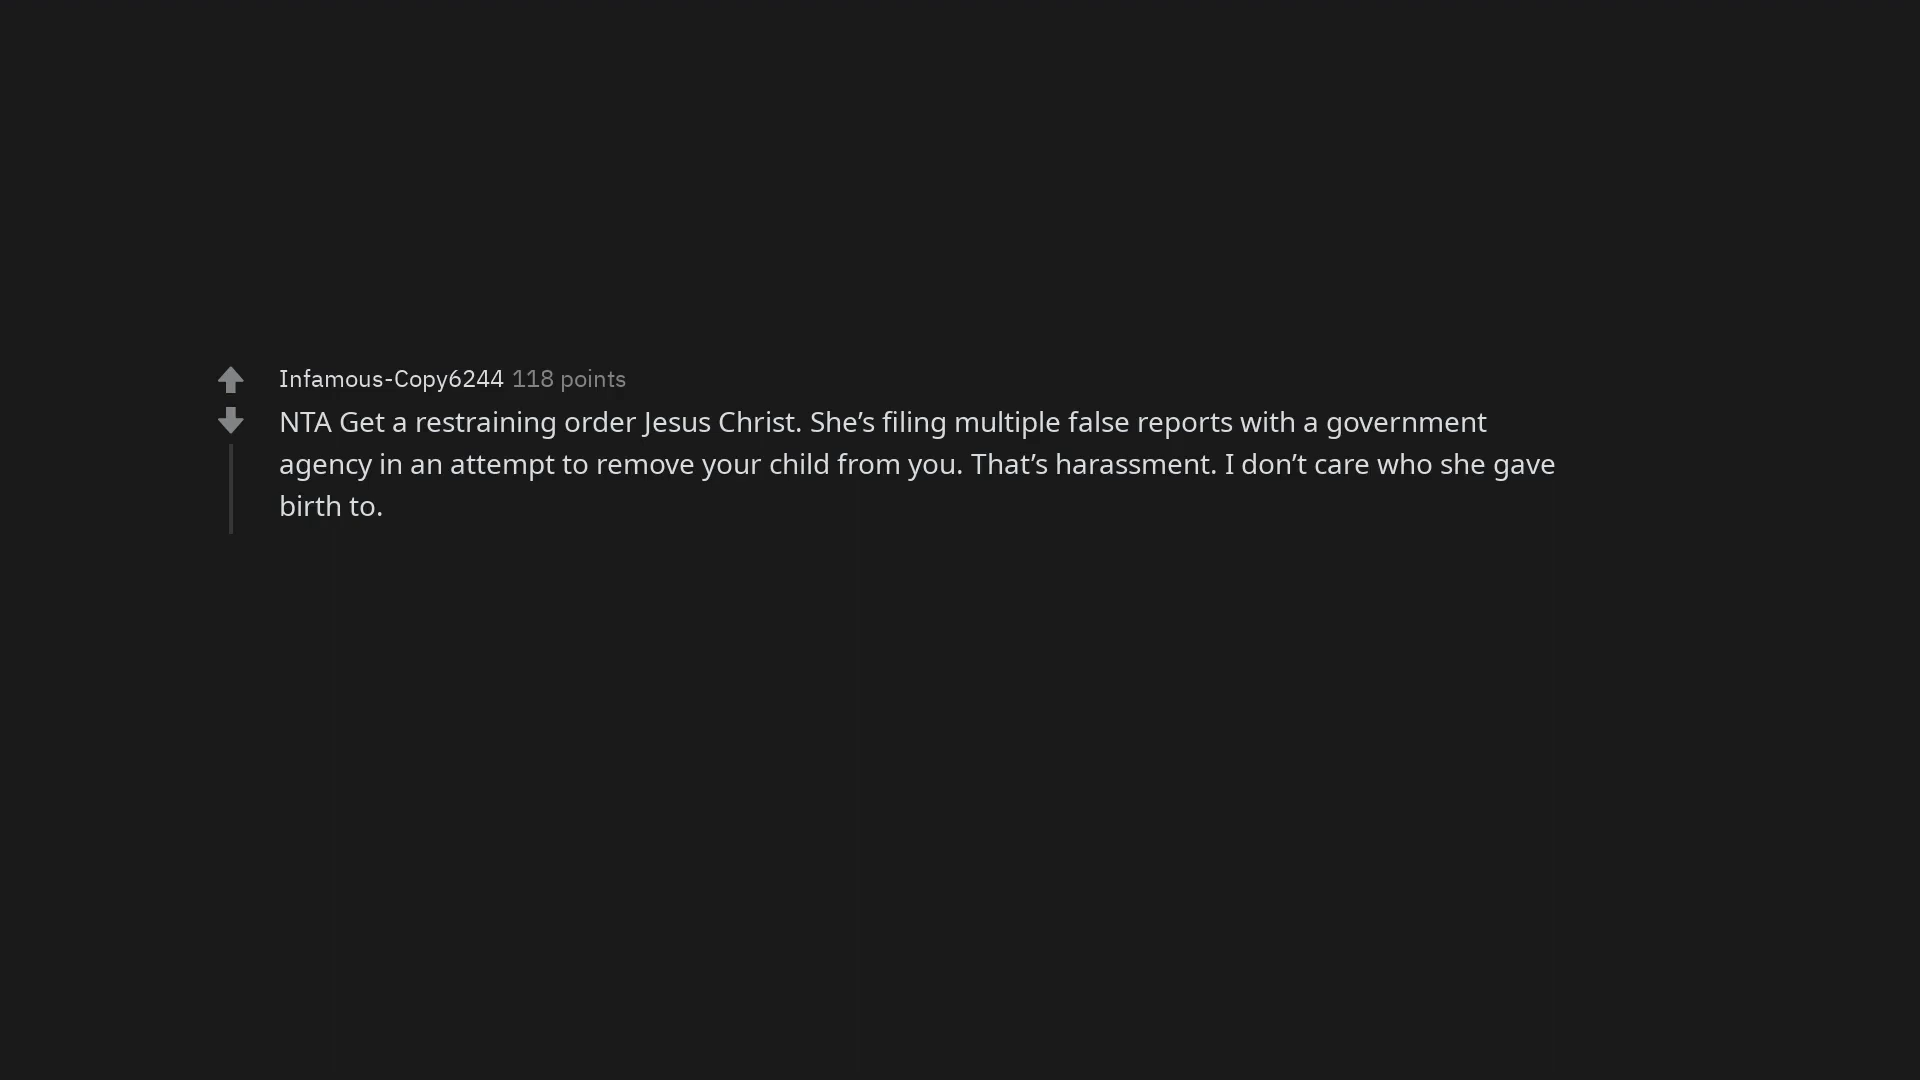 Infamous-Copy6244 118 points
NTA Get a restraining order Jesus Christ. She’s filing multiple false reports with a government
agency in an attempt to remove your child from you. That’s harassment. I don’t care who she gave
birth to.